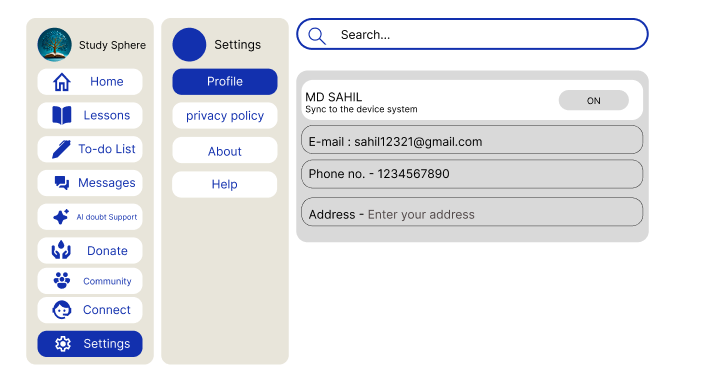 Study Sphere
Home
Lessons
To-do List
Messages
AI doubt Support
Donate
Community
Connect
Settings
Settings
Profile
privacy policy
About
Help
Search...
MD SAHIL
Sync to the device system
ON
E-mail : sahil12321@gmail.com
Phone no. - 1234567890
Address - Enter your address